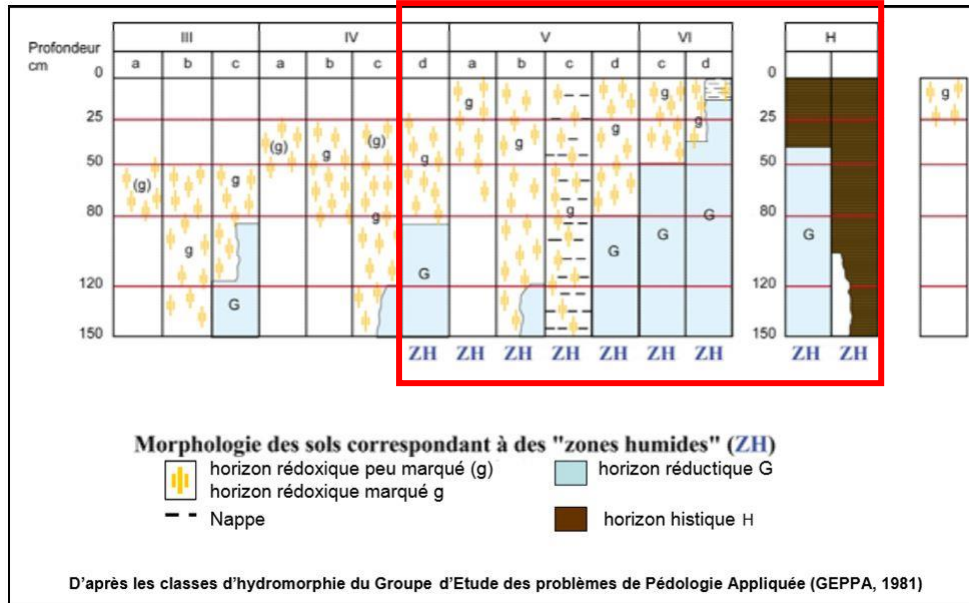 III IV V VI H
Profondeur
cm
a b c a b c d a b c d c d
0 0
25 25
50 50
80 80
120 120
150 150
(g) g g G (g) g (g) g g G g g g g G g G g G G g
ZH ZH ZH ZH ZH ZH ZH ZH ZH
Morphologie des sols correspondant à des "zones humides" (ZH)
horizon rédoxique peu marqué (g)
horizon rédoxique marqué g
Nappe
horizon réductique G
horizon histique H
D'après les classes d'hydromorphie du Groupe d'Etude des problèmes de Pédologie Appliquée (GEPPA, 1981)